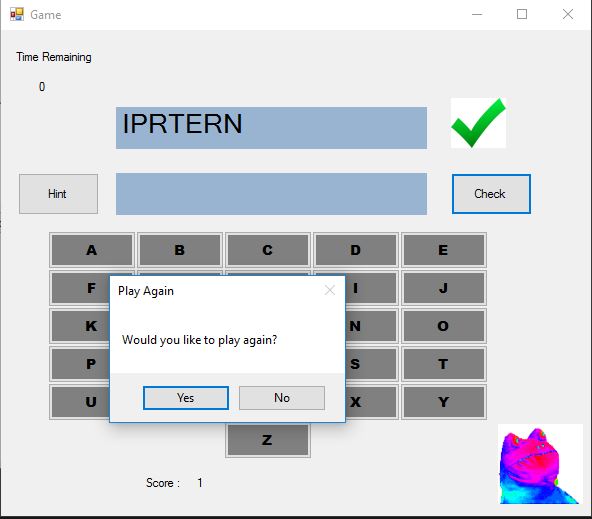 Game
Time Remaining
0
IPRTERN
Hint
Check
A B C D E
F I J
Play Again
K N O
Would you like to play again?
P S T
Yes No
U X Y
Z
Score : 1